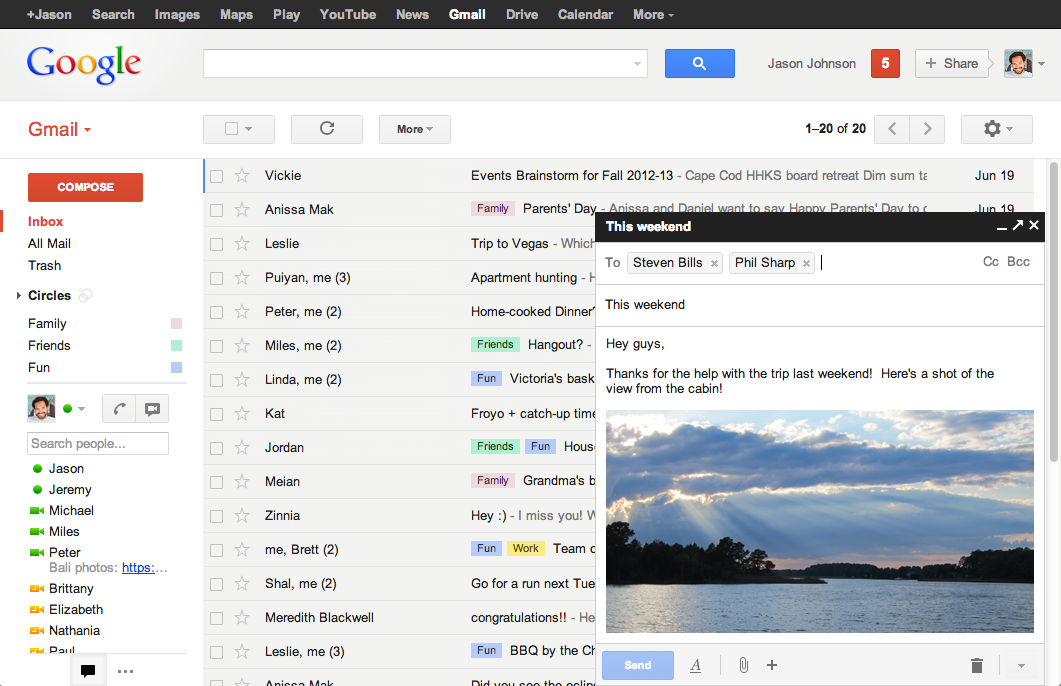 +Jason Search Images Maps Play YouTube News Gmail Drive Calendar More
Google
Jason Johnson 5 + Share
Gmail
More
1–20 of 20
COMPOSE
Inbox
All Mail
Trash
Circles
Family
Friends
Fun
Search people...
Jason
Jeremy
Michael
Miles
Peter
Bali photos: https:...
Brittany
Elizabeth
Nathania
Paul
Vickie Events Brainstorm for Fall 2012-13 - Cape Cod HHKS board retreat Dim sum ta Jun 19
Anissa Mak Family Parents' Day - Anissa and Daniel want to say Happy Parents' Day to Jun 19
Leslie Trip to Vegas - Which
Puiyan, me (3) Apartment hunting -
Peter, me (2) Home-cooked Dinner?
Miles, me (2) Friends Hangout? -
Linda, me (2) Fun Victoria's bask
Kat Froyo + catch-up time
Jordan Friends Fun Hous
Meian Family Grandma's b
Zinnia Hey :) - I miss you! W
me, Brett (2) Fun Work Team
Shal, me (2) Go for a run next Tue
Meredith Blackwell congratulations!! - He
Leslie, me (3) Fun BBQ by the Ch
Anissa Mak Did you see the eclip
This weekend
To Steven Bills × Phil Sharp × Cc Bcc
This weekend
Hey guys,
Thanks for the help with the trip last weekend! Here's a shot of the
view from the cabin!
Send A +